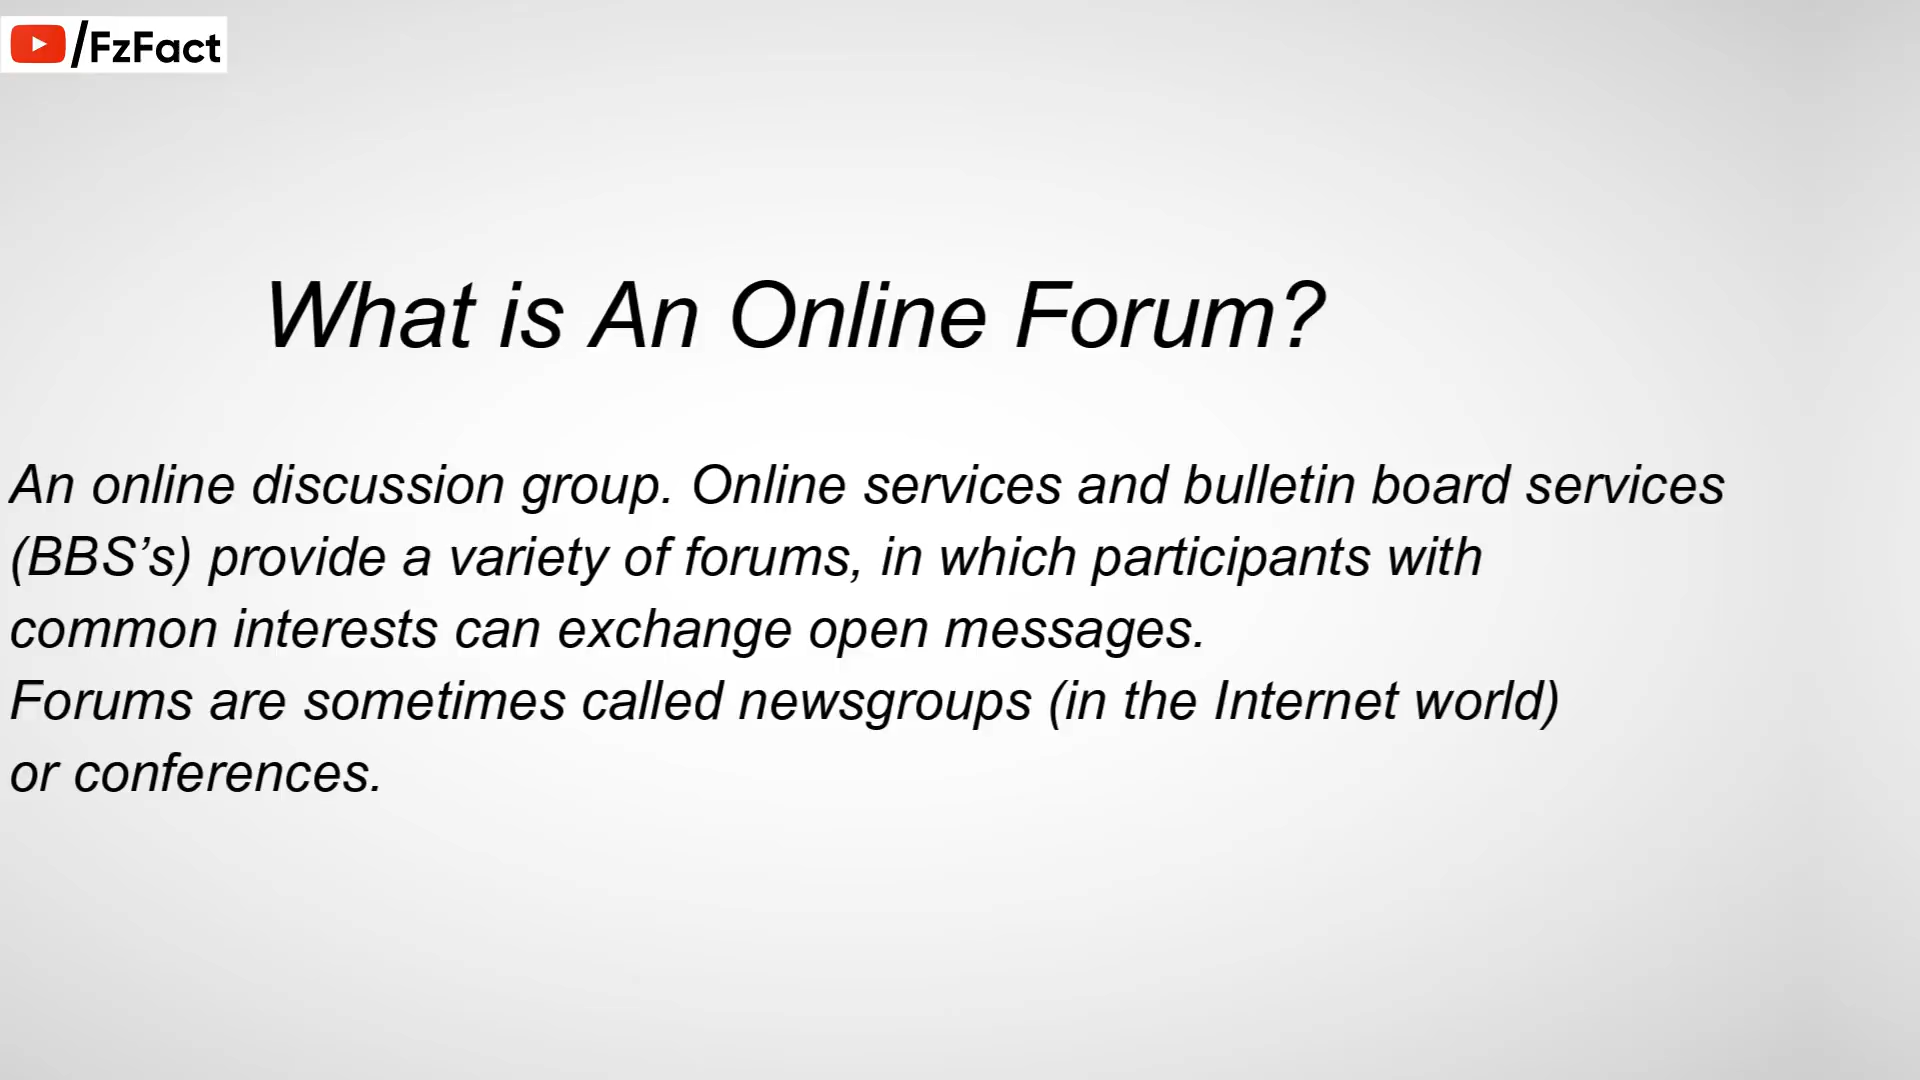 /FzFact
What is An Online Forum?
An online discussion group. Online services and bulletin board services
(BBS’s) provide a variety of forums, in which participants with
common interests can exchange open messages.
Forums are sometimes called newsgroups (in the Internet world)
or conferences.